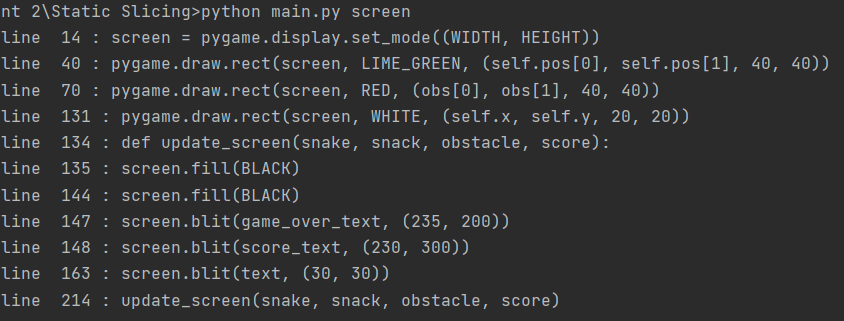 nt 2\Static Slicing>python main.py screen
line  14 : screen = pygame.display.set_mode((WIDTH, HEIGHT))
line  40 : pygame.draw.rect(screen, LIME_GREEN, (self.pos[0], self.pos[1], 40, 40))
line  70 : pygame.draw.rect(screen, RED, (obs[0], obs[1], 40, 40))
line  131 : pygame.draw.rect(screen, WHITE, (self.x, self.y, 20, 20))
line  134 : def update_screen(snake, snack, obstacle, score):
line  135 : screen.fill(BLACK)
line  144 : screen.fill(BLACK)
line  147 : screen.blit(game_over_text, (235, 200))
line  148 : screen.blit(score_text, (230, 300))
line  163 : screen.blit(text, (30, 30))
line  214 : update_screen(snake, snack, obstacle, score)